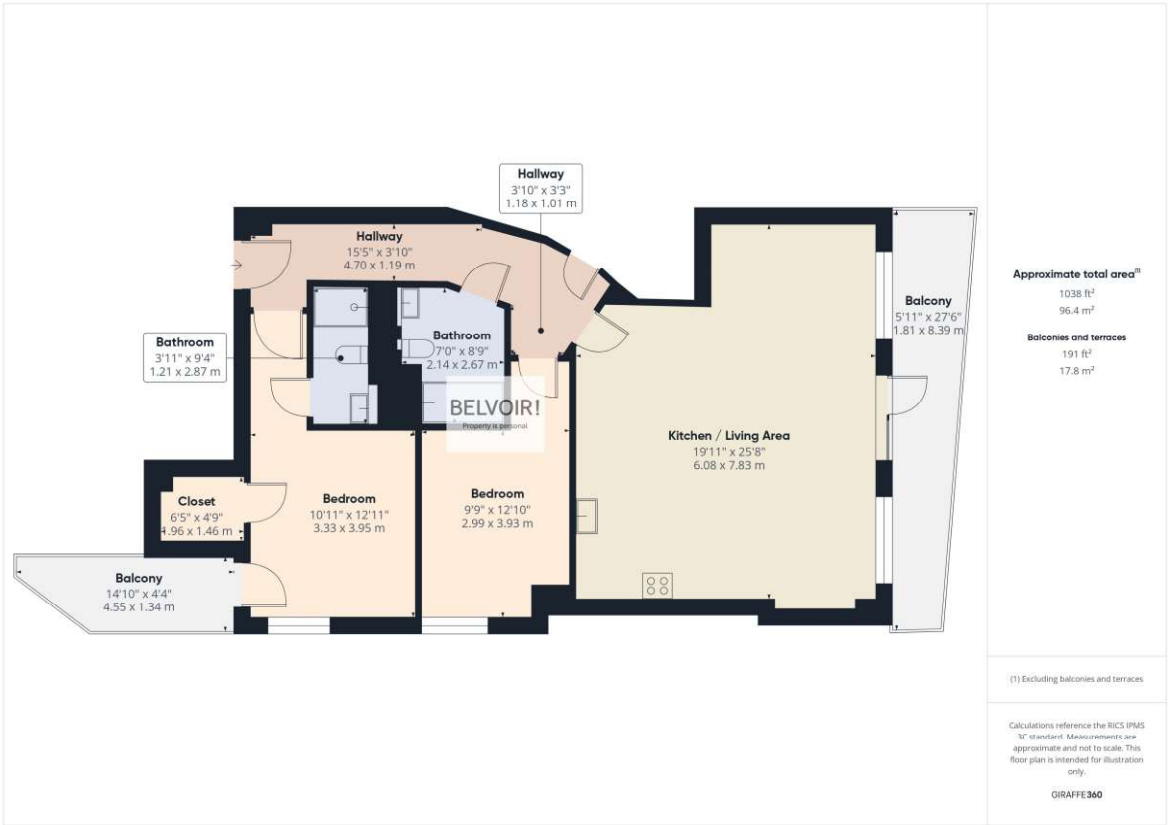 Hallway
3'10" x 3'3"
1.18 x 1.01 m
Hallway
15'5" x 3'10"
4.70 x 1.19 m
Bathroom
3'11" x 9'4"
1.21 x 2.87 m
Bathroom
7'0" x 8'9"
2.14 x 2.67 m
BELVOIR!
Property is personal
Kitchen / Living Area
19'11" x 25'8"
6.08 x 7.83 m
Balcony
5'11" x 27'6"
1.81 x 8.39 m
Closet
6'5" x 4'9"
1.96 x 1.46 m
Bedroom
10'11" x 12'11"
3.33 x 3.95 m
Bedroom
9'9" x 12'10"
2.99 x 3.93 m
Balcony
14'10" x 4'4"
4.55 x 1.34 m
Approximate total area(1)
1038 ft²
96.4 m²
Balconies and terraces
191 ft²
17.8 m²
(1) Excluding balconies and terraces
Calculations reference the RICS IPMS
3C standard. Measurements are
approximate and not to scale. This
floor plan is intended for illustration
only.
GIRAFFE360